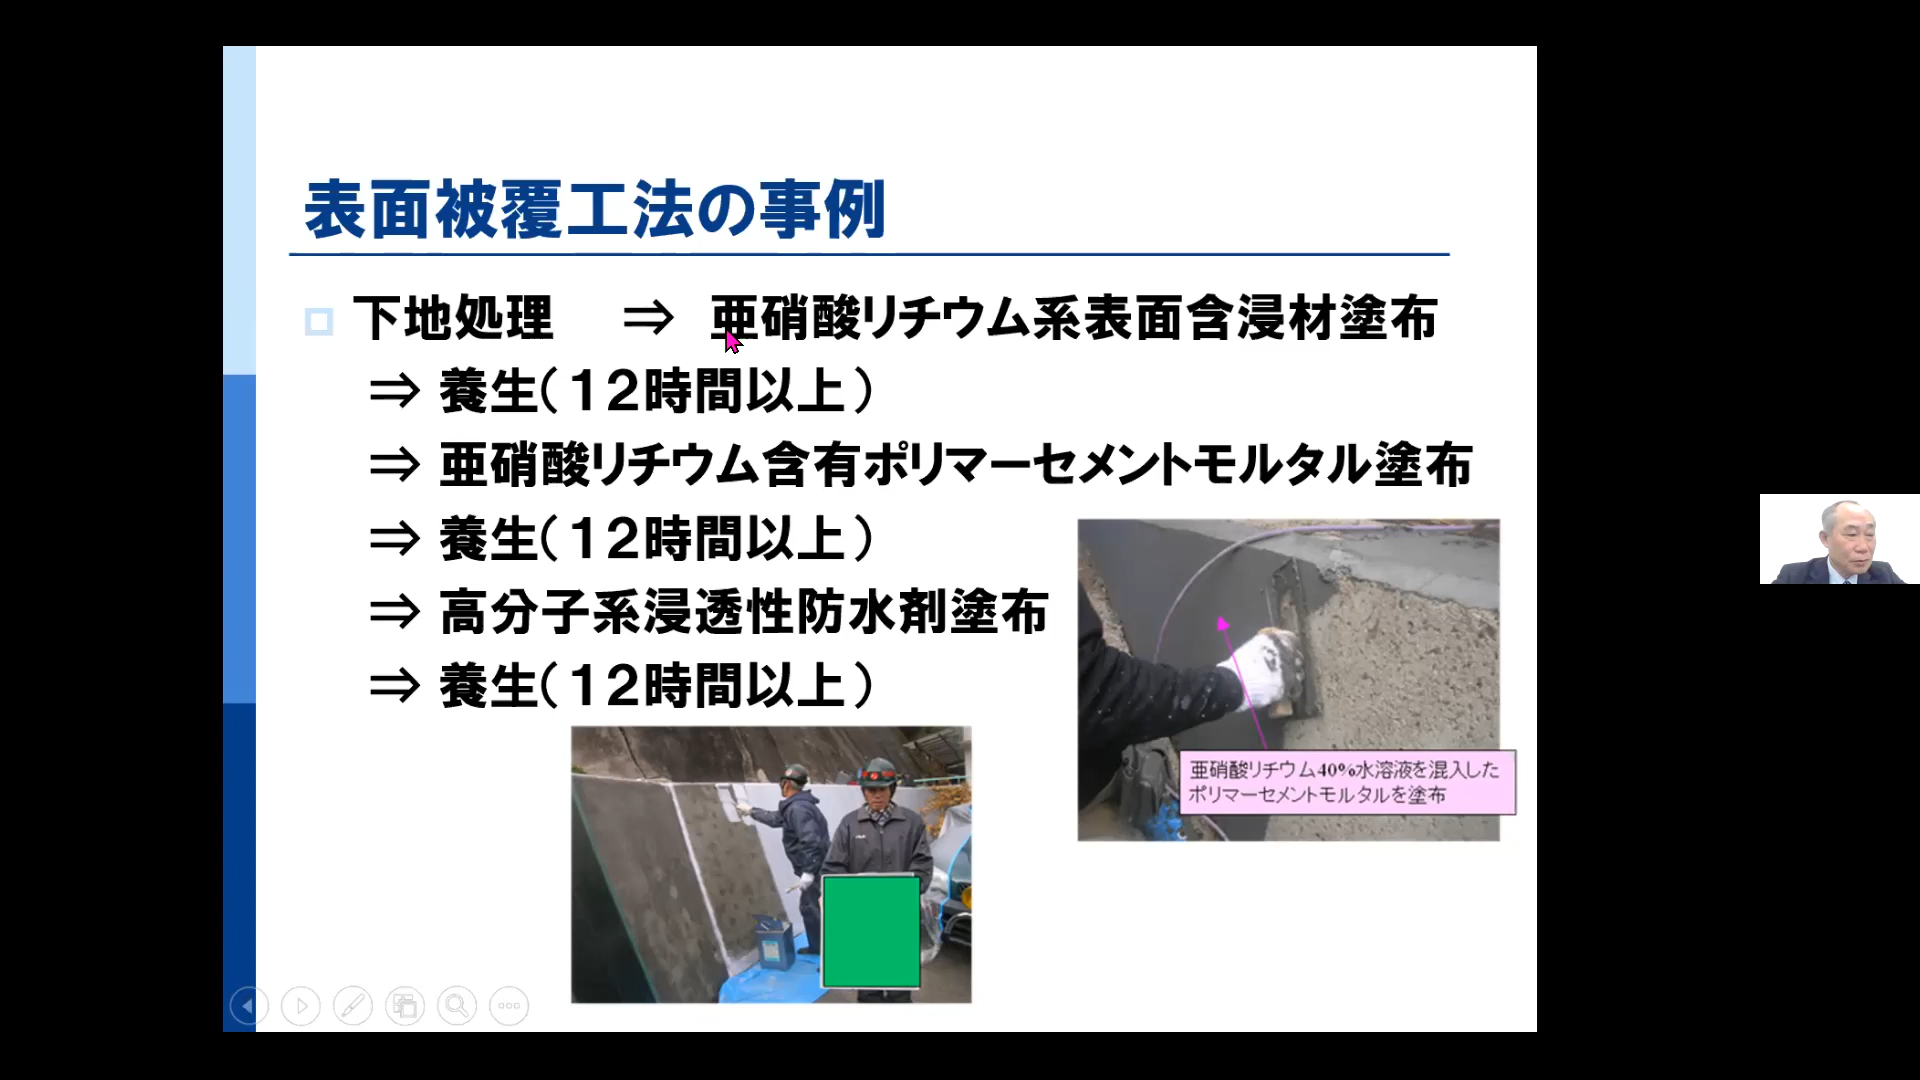 表面被覆工法の事例
下地処理 ⇒ 亜硝酸リチウム系表面含浸材塗布
⇒ 養生(12時間以上)
⇒ 亜硝酸リチウム含有ポリマーセメントモルタル塗布
⇒ 養生(12時間以上)
⇒ 高分子系浸透性防水剤塗布
⇒ 養生(12時間以上)
亜硝酸リチウム40%水溶液を混入した
ポリマーセメントモルタルを塗布